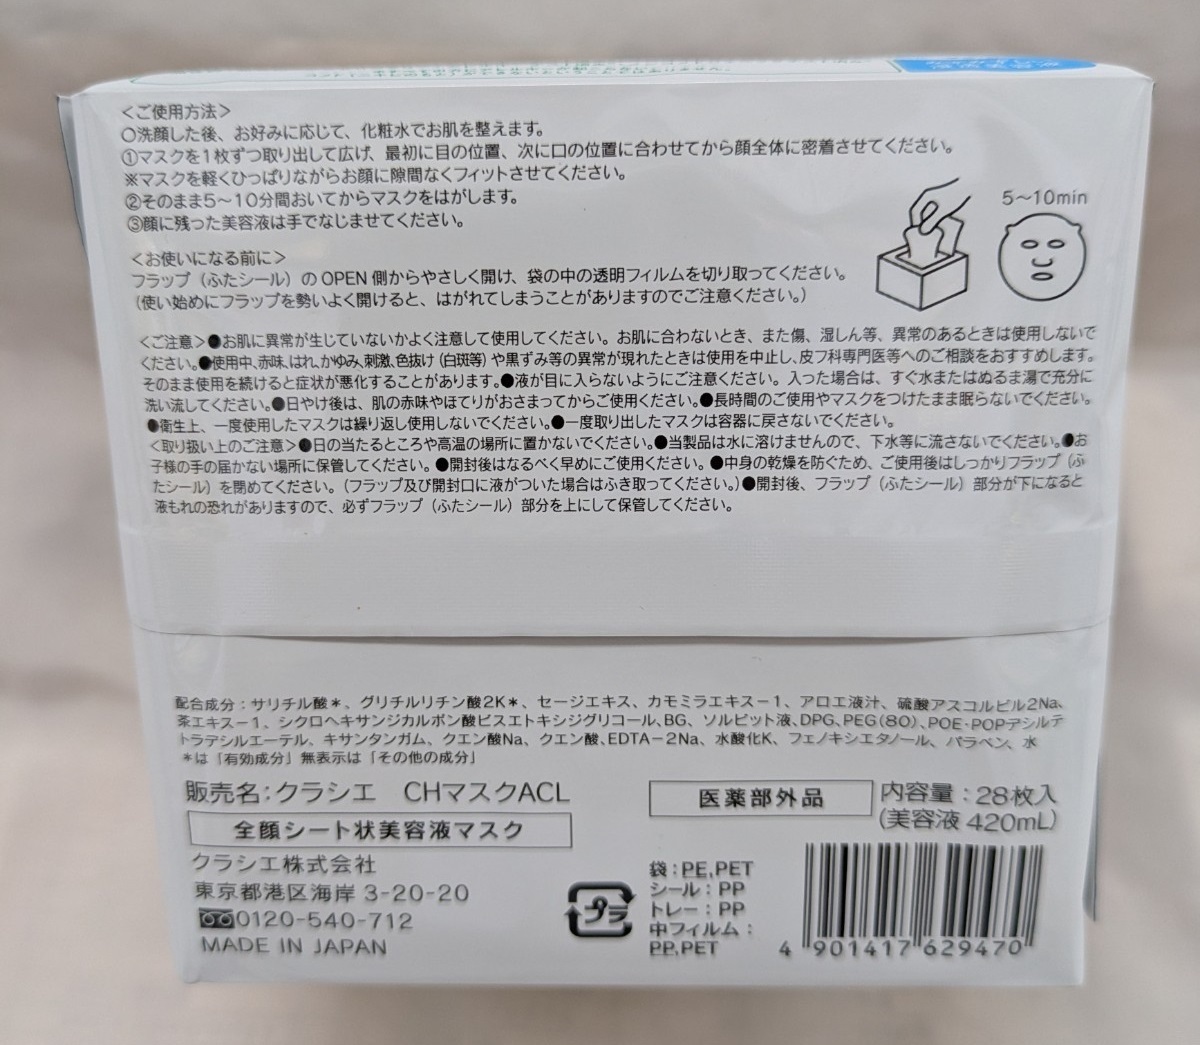 <ご使用方法>
○洗顔した後、お好みに応じて、化粧水でお肌を整えます。
①マスクを1枚ずつ取り出して広げ、最初に目の位置、次に口の位置に合わせてから顔全体に密着させてください。
※マスクを軽くひっぱりながらお顔に隙間なくフィットさせてください。
②そのまま5～10分間おいてからマスクをはがします。
③顔に残った美容液は手でなじませてください。
5～10min
<お使いになる前に>
フラップ（ふたシール）のOPEN側からやさしく開け、袋の中の透明フィルムを切り取ってください。
(使い始めにフラップを勢いよく開けると、はがれてしまうことがありますのでご注意ください。)
<ご注意>●お肌に異常が生じていないかよく注意して使用してください。お肌に合わないとき、また傷、湿しん等、異常のあるときは使用しないで
ください。●使用中、赤味、はれ、かゆみ、刺激、色抜け（白斑等）や黒ずみ等の異常が現れたときは使用を中止し、皮フ科専門医等へのご相談をおすすめします。
そのまま使用を続けると症状が悪化することがあります。●液が目に入らないようにご注意ください。入った場合は、すぐ水またはぬるま湯で充分に
洗い流してください。●日やけ後は、肌の赤味やほてりがおさまってからご使用ください。●長時間のご使用やマスクをつけたまま眠らないでください。
●衛生上、一度使用したマスクは繰り返し使用しないでください。●一度取り出したマスクは容器に戻さないでください。
<取り扱い上のご注意>●日の当たるところや高温の場所に置かないでください。●当製品は水に溶けませんので、下水等に流さないでください。●お
子様の手の届かない場所に保管してください。●開封後はなるべく早めにご使用ください。●中身の乾燥を防ぐため、ご使用後はしっかりフラップ（ふ
たシール）を閉めてください。（フラップ及び開封口に液がついた場合はふき取ってください。）●開封後、フラップ（ふたシール）部分が下になると
液もれの恐れがありますので、必ずフラップ（ふたシール）部分を上にして保管してください。
配合成分：サリチル酸＊、グリチルリチン酸2K＊、セージエキス、カモミラエキス－1、アロエ液汁、硫酸アスコルビル2Na、
茶エキス－1、シクロヘキサンジカルボン酸ビスエトキシジグリコール、BG、ソルビット液、DPG、PEG(80)、POE・POPデシルテ
トラデシルエーテル、キサンタンガム、クエン酸Na、クエン酸、EDTA－2Na、水酸化K、フェノキシエタノール、パラベン、水
＊は「有効成分」無表示は「その他の成分」
販売名：クラシエ　CHマスクACL
医薬部外品
内容量：28枚入
(美容液 420mL)
全顔シート状美容液マスク
クラシエ株式会社
東京都港区海岸 3-20-20
0120-540-712
MADE IN JAPAN
プラ
袋：PE,PET
シール：PP
トレー：PP
中フィルム：
PP,PET
4 901417 629470